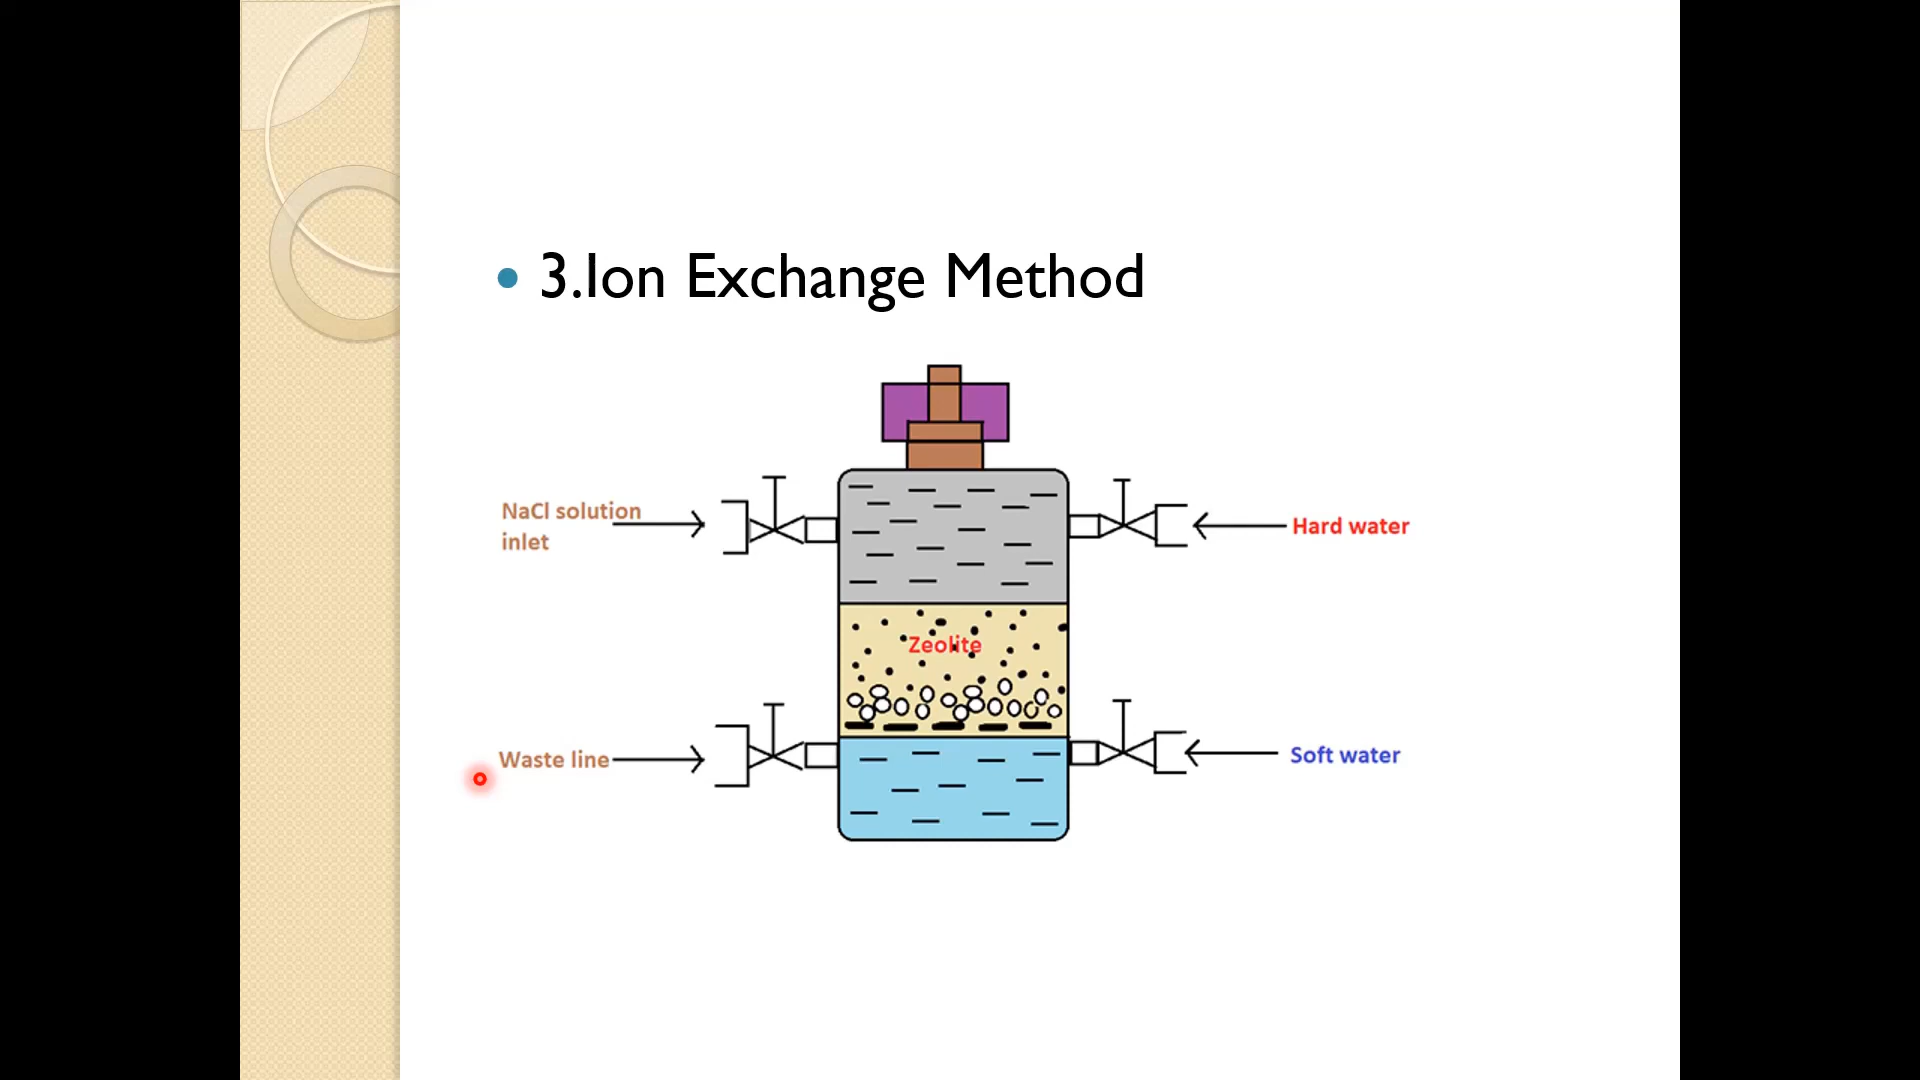 3.Ion Exchange Method
NaCl solution
inlet
Hard water
Zeolite
Waste line
Soft water